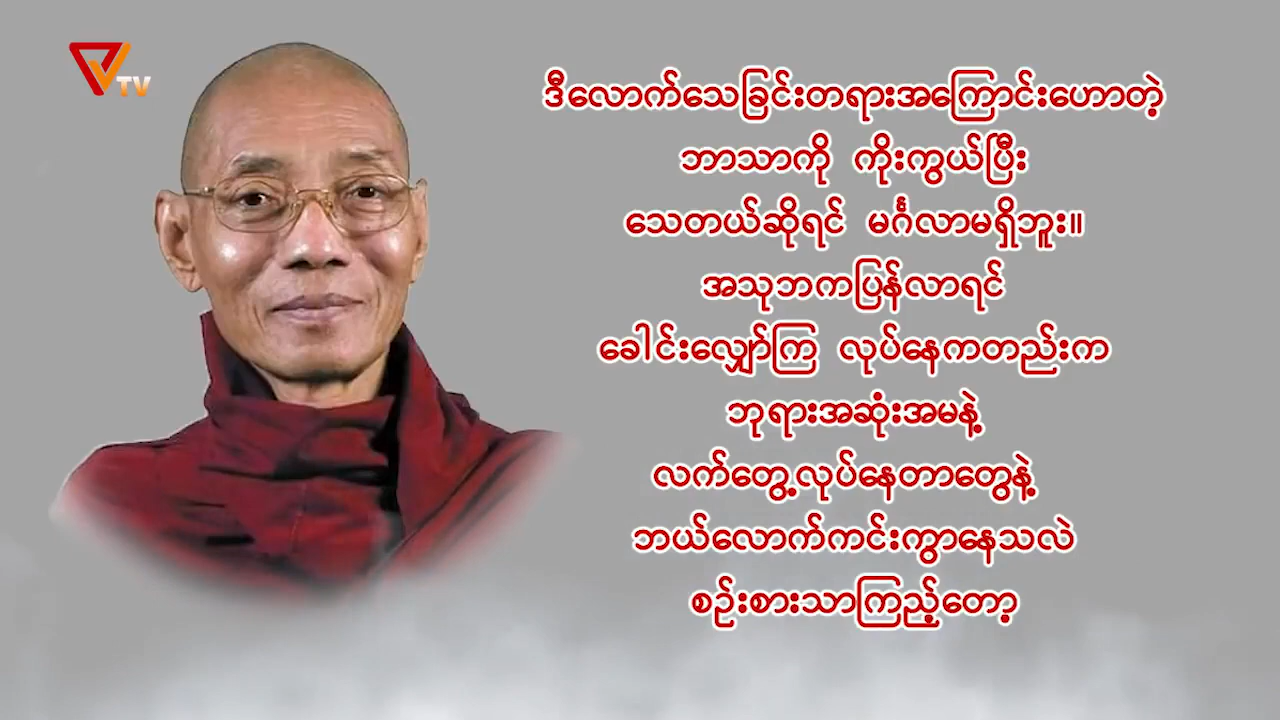 TV
ဒီလောက်သေခြင်းတရားအကြောင်းဟောတဲ့
ဘာသာကို ကိုးကွယ်ပြီး
သေတယ်ဆိုရင် မင်္ဂလာမရှိဘူး။
အသုဘကပြန်လာရင်
ခေါင်းလျှော်ကြ လုပ်နေကတည်းက
ဘုရားအဆုံးအမနဲ့
လက်တွေ့လုပ်နေတာတွေနဲ့
ဘယ်လောက်ကင်းကွာနေသလဲ
စဉ်းစားသာကြည့်တော့